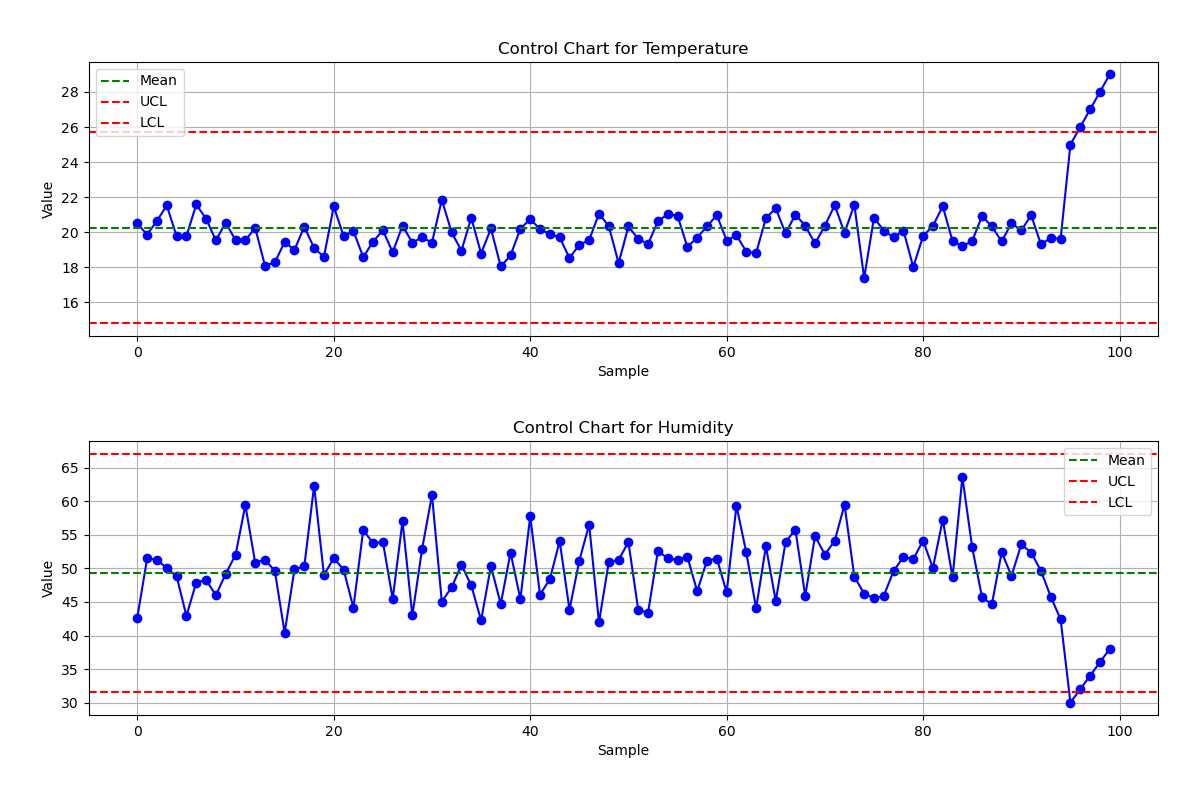 Control Chart for Temperature
Mean
UCL
LCL
28
26
24
22
20
18
16
Value
0 20 40 60 80 100
Sample
Control Chart for Humidity
Mean
UCL
LCL
65
60
55
50
45
40
35
30
Value
0 20 40 60 80 100
Sample